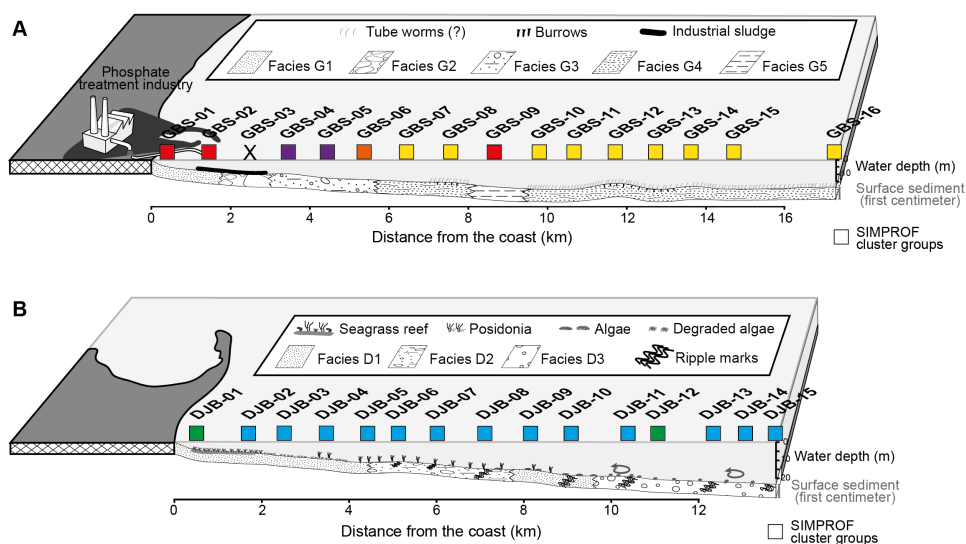 A
Tube worms (?) Burrows Industrial sludge
Facies G1 Facies G2 Facies G3 Facies G4 Facies G5
Phosphate
treatment industry
GBS-01 GBS-02 GBS-03 GBS-04 GBS-05 GBS-06 GBS-07 GBS-08 GBS-09 GBS-10 GBS-11 GBS-12 GBS-13 GBS-14 GBS-15 GBS-16
X
Water depth (m)
Surface sediment
(first centimeter)
0 2 4 6 8 10 12 14 16
Distance from the coast (km)
SIMPROF
cluster groups
B
Seagrass reef Posidonia Algae Degraded algae
Facies D1 Facies D2 Facies D3 Ripple marks
DJB-01 DJB-02 DJB-03 DJB-04 DJB-05 DJB-06 DJB-07 DJB-08 DJB-09 DJB-10 DJB-11 DJB-12 DJB-13 DJB-14 DJB-15
0
Water depth (m)
20
Surface sediment
(first centimeter)
0 2 4 6 8 10 12
Distance from the coast (km)
SIMPROF
cluster groups